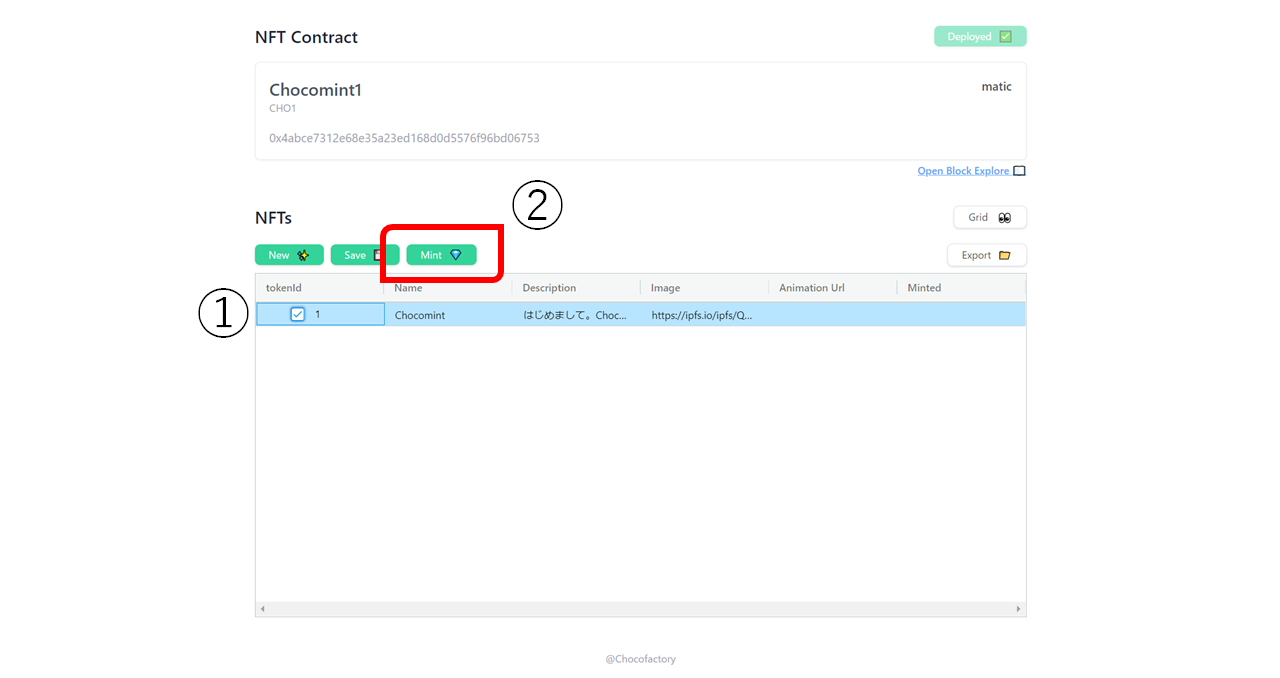 NFT Contract
Deployed ✅
Chocomint1
matic
CHO1
0x4abce7312e68e35a23ed168d0d5576f96bd06753
Open Block Explore
②
NFTs
Grid 👀
New ✨ Save Mint 💎
Export 📁
tokenId Name Description Image Animation Url Minted
① 1 Chocomint はじめまして。Choc... https://ipfs.io/ipfs/Q...
@Chocofactory